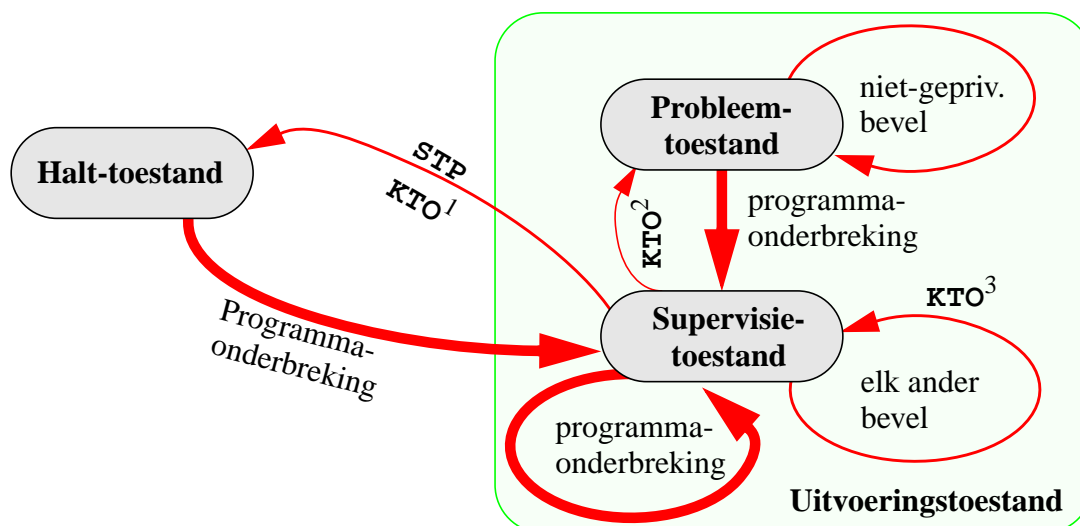 Halt-toestand
STP
KTO1
Programma-
onderbreking
Probleem-
toestand
niet-gepriv.
bevel
KTO2
programma-
onderbreking
Supervisie-
toestand
KTO3
elk ander
bevel
programma-
onderbreking
Uitvoeringstoestand